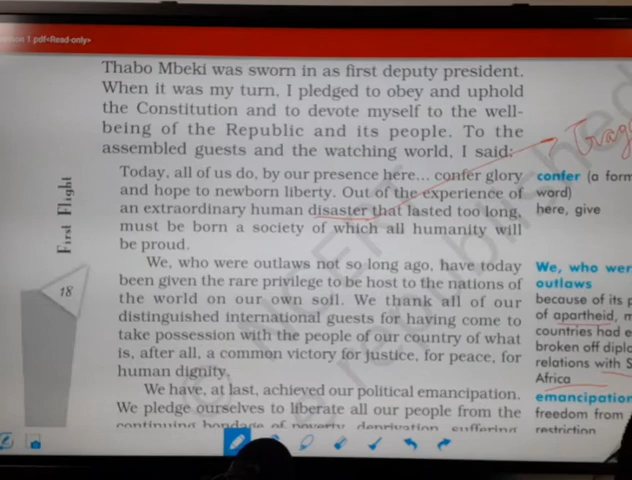 1.pdf<Read-only>
Thabo Mbeki was sworn in as first deputy president.
When it was my turn, I pledged to obey and uphold
the Constitution and to devote myself to the well-
being of the Republic and its people. To the
assembled guests and the watching world, I said:
Today, all of us do, by our presence here... confer glory
and hope to newborn liberty. Out of the experience of
an extraordinary human disaster that lasted too long,
must be born a society of which all humanity will
be proud.
We, who were outlaws not so long ago, have today
been given the rare privilege to be host to the nations of
the world on our own soil. We thank all of our
distinguished international guests for having come to
take possession with the people of our country of what
is, after all, a common victory for justice, for peace, for
human dignity.
We have, at last, achieved our political emancipation.
We pledge ourselves to liberate all our people from the
continuing bondage of poverty, deprivation, suffering
First Flight
18
confer (a form
word)
here, give
We, who wer
outlaws
because of its p
of apartheid, m
countries had e
broken off diplo
relations with S
Africa
emancipation
freedom from
restriction